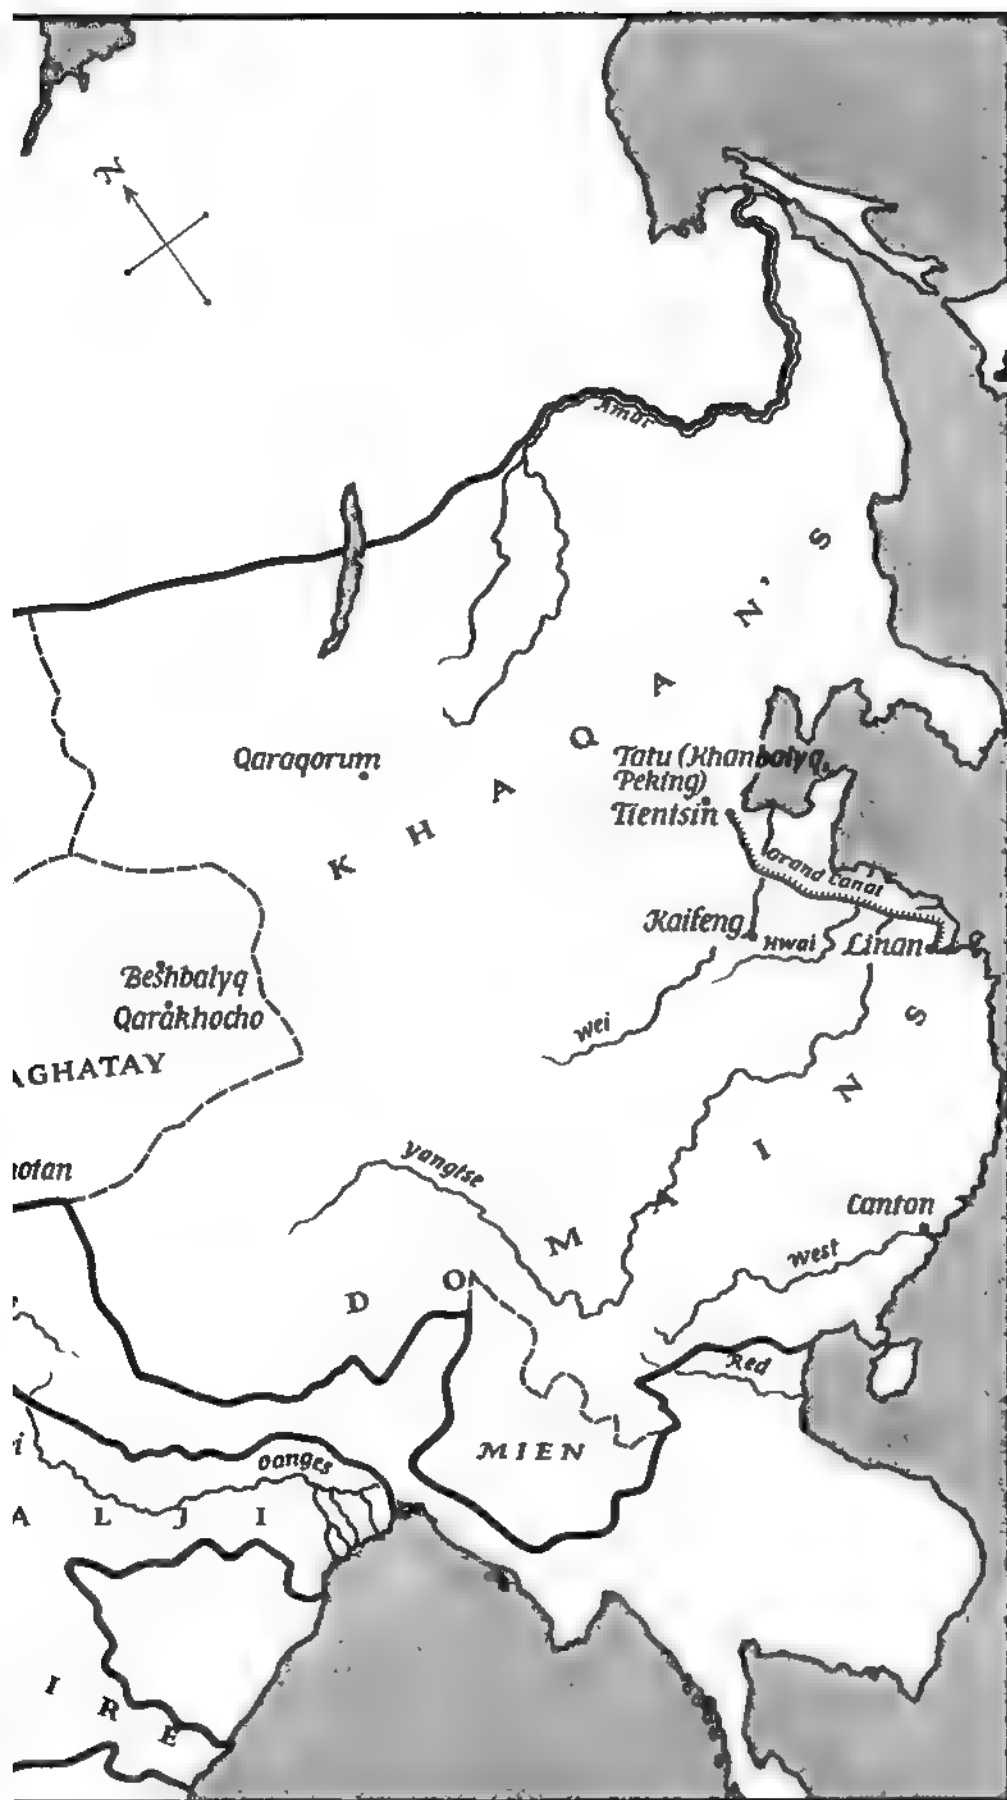 N
Amur
KHAQAN'S
Qaraqorum
Tatu (Khanbalyq,
Peking)
Tientsin
Grand Canal
Kaifeng
Hwai
Linan
Beshbalyq
Qarakhocho
Wei
AGHATAY
otan
Yangtse
Canton
West
DOMINIONS
Red
MIEN
Ganges
i
ALJI
IRE